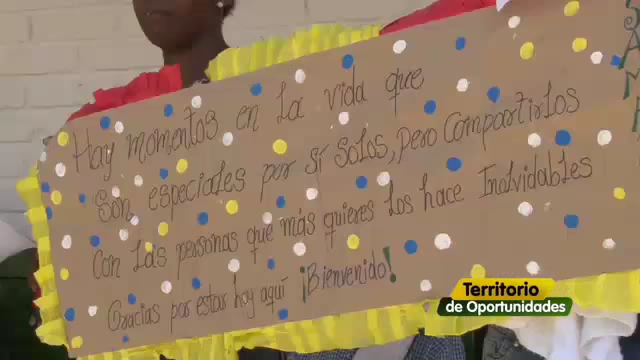 Hay momentos en La vida que
Son especiales por sí Solos, pero Compartirlos
Con Las personas que más quieres Los hace Inolvidables
Gracias por estar hoy aquí ¡Bienvenido!
Territorio
de Oportunidades